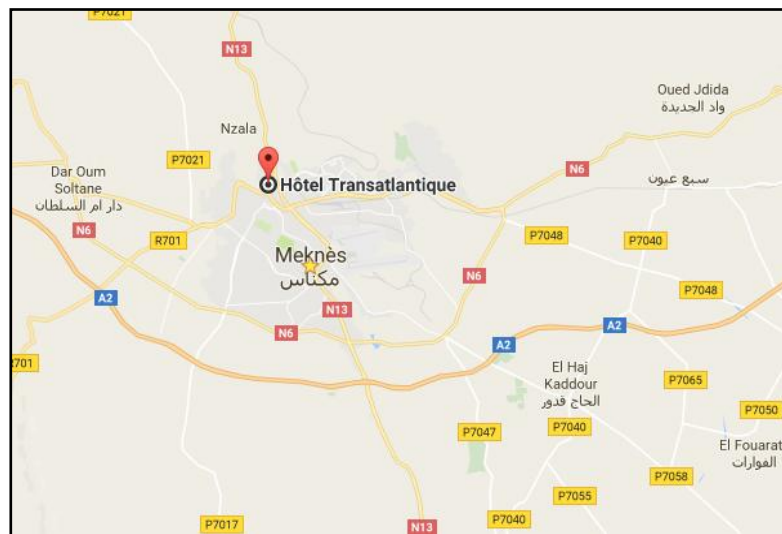 P7021
N13
Oued Jdida
واد الجديدة
Nzala
P7021
N6
Dar Oum
Soltane
دار ام السلطان
Hôtel Transatlantique
سبع عيون
N6
R701
P7048
P7040
Meknès
مكناس
N6
P7048
A2
N13
N6
A2
A2
R701
El Haj
Kaddour
الحاج قدور
P7065
P7050
P7047
P7040
El Fouarat
الفوارات
P7058
P7055
P7017
N13
P7040